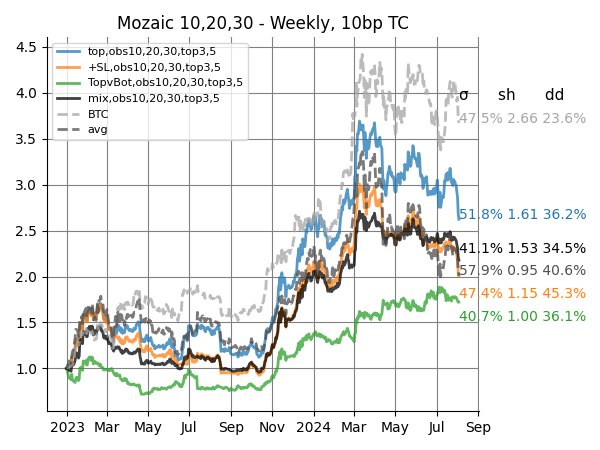 Mozaic 10,20,30 - Weekly, 10bp TC
top,obs10,20,30,top3,5
+SL,obs10,20,30,top3,5
TopvBot,obs10,20,30,top3,5
mix,obs10,20,30,top3,5
BTC
avg
4.5
4.0
3.5
3.0
2.5
2.0
1.5
1.0
σ sh dd
47.5% 2.66 23.6%
51.8% 1.61 36.2%
41.1% 1.53 34.5%
57.9% 0.95 40.6%
47.4% 1.15 45.3%
40.7% 1.00 36.1%
2023 Mar May Jul Sep Nov 2024 Mar May Jul Sep